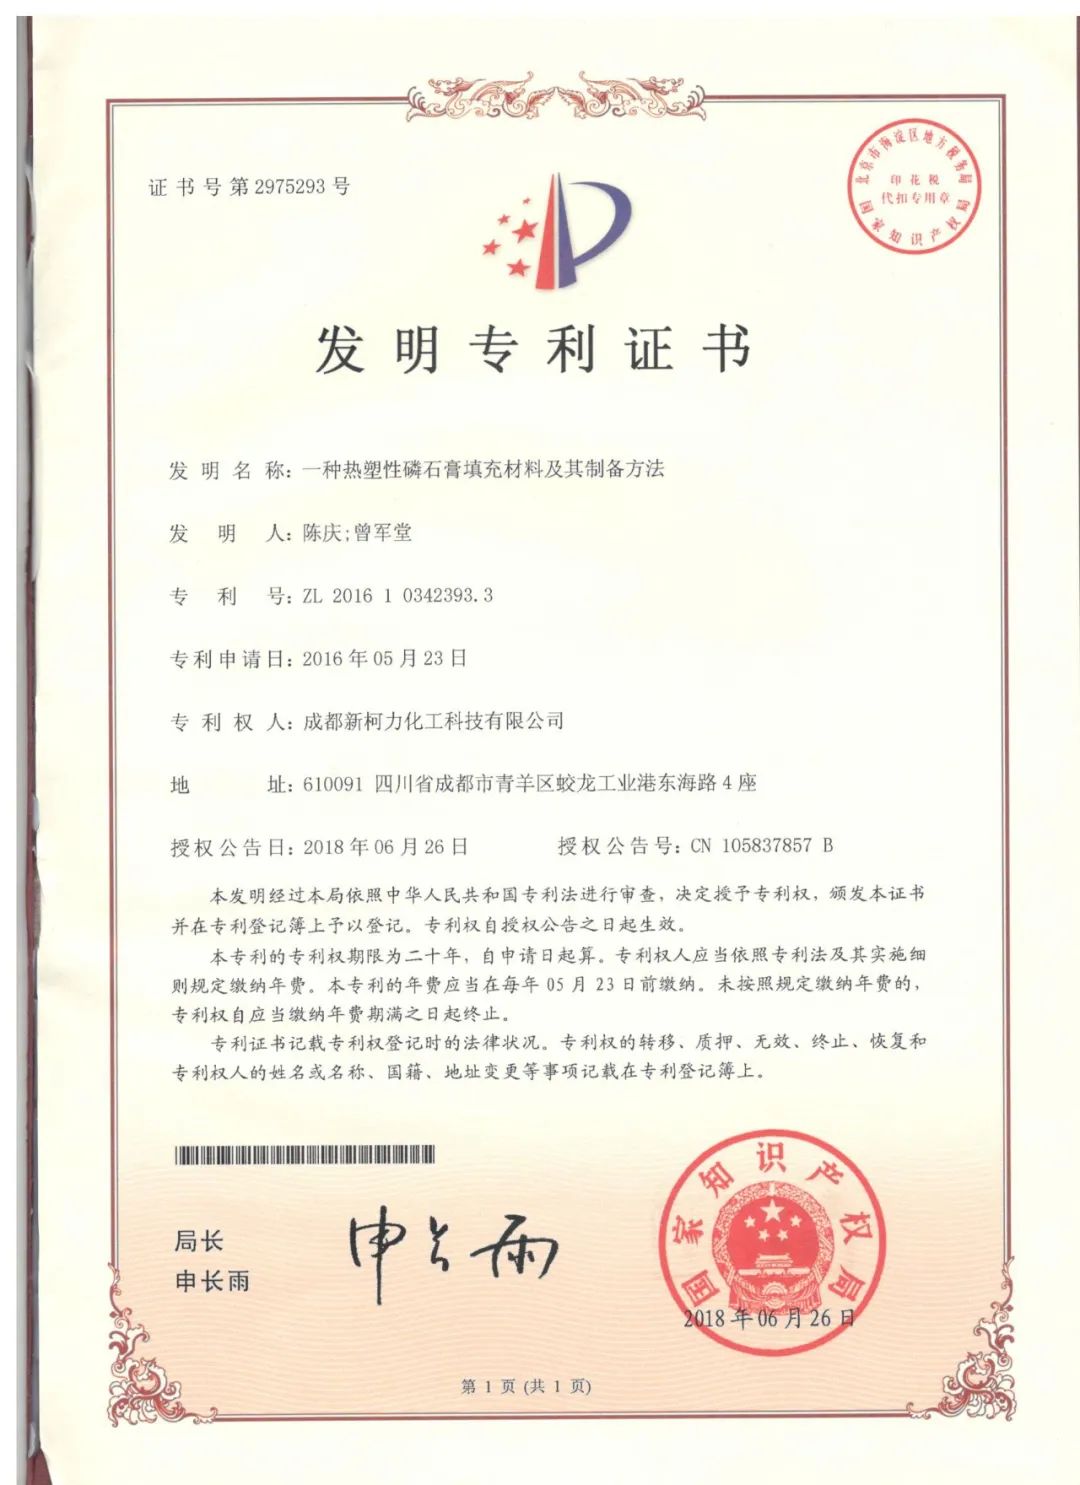 证书号第2975293号
北京市海淀区地方税务局
印花税
代扣专用章
国家知识产权局
发明专利证书
发明名称：一种热塑性磷石膏填充材料及其制备方法
发明人：陈庆;曾军堂
专利号：ZL 2016 1 0342393.3
专利申请日：2016年05月23日
专利权人：成都新柯力化工科技有限公司
地址：610091 四川省成都市青羊区蛟龙工业港东海路4座
授权公告日：2018年06月26日 授权公告号：CN 105837857 B
本发明经过本局依照中华人民共和国专利法进行审查，决定授予专利权，颁发本证书
并在专利登记簿上予以登记。专利权自授权公告之日起生效。
本专利的专利权期限为二十年，自申请日起算。专利权人应当依照专利法及其实施细
则规定缴纳年费。本专利的年费应当在每年05月23日前缴纳。未按照规定缴纳年费的，
专利权自应当缴纳年费期满之日起终止。
专利证书记载专利权登记时的法律状况。专利权的转移、质押、无效、终止、恢复和
专利权人的姓名或名称、国籍、地址变更等事项记载在专利登记簿上。
局长
申长雨
申长雨
国家知识产权局
2018年06月26日
第1页(共1页)